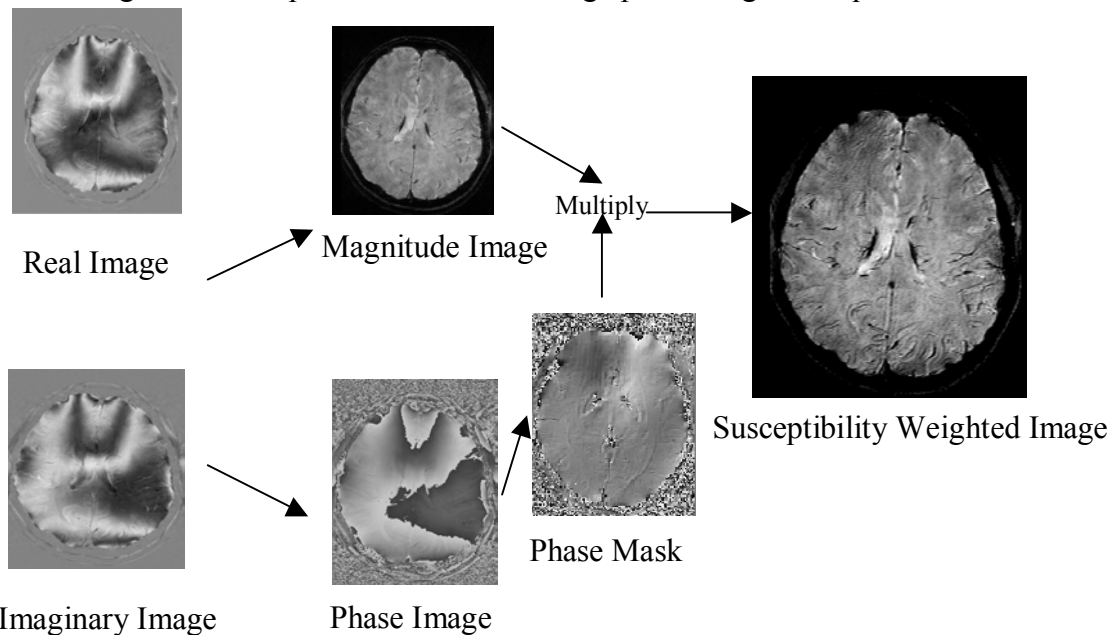 Real Image
Magnitude Image
Multiply
Susceptibility Weighted Image
Phase Mask
Imaginary Image
Phase Image